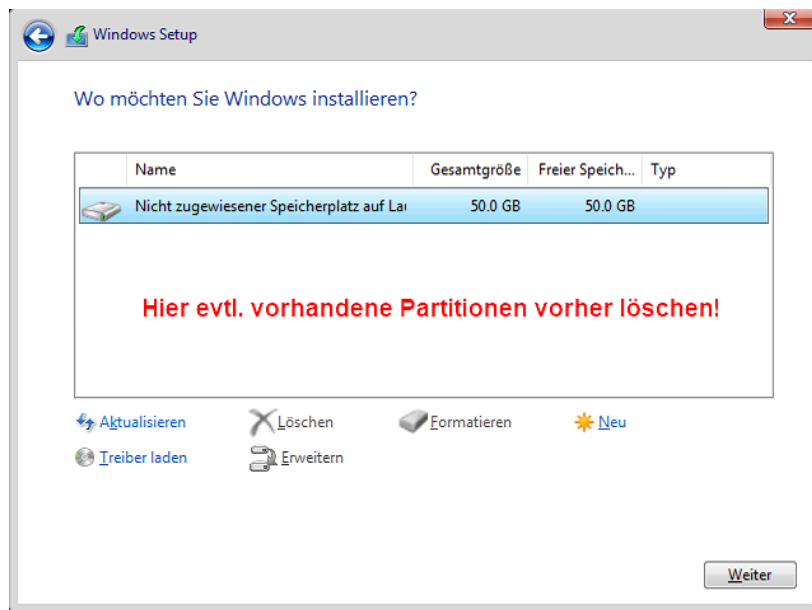 Windows Setup
Wo möchten Sie Windows installieren?
Name Gesamtgröße Freier Speich... Typ
Nicht zugewiesener Speicherplatz auf Lau 50.0 GB 50.0 GB
Hier evtl. vorhandene Partitionen vorher löschen!
Aktualisieren Löschen Formatieren Neu
Treiber laden Erweitern
Weiter